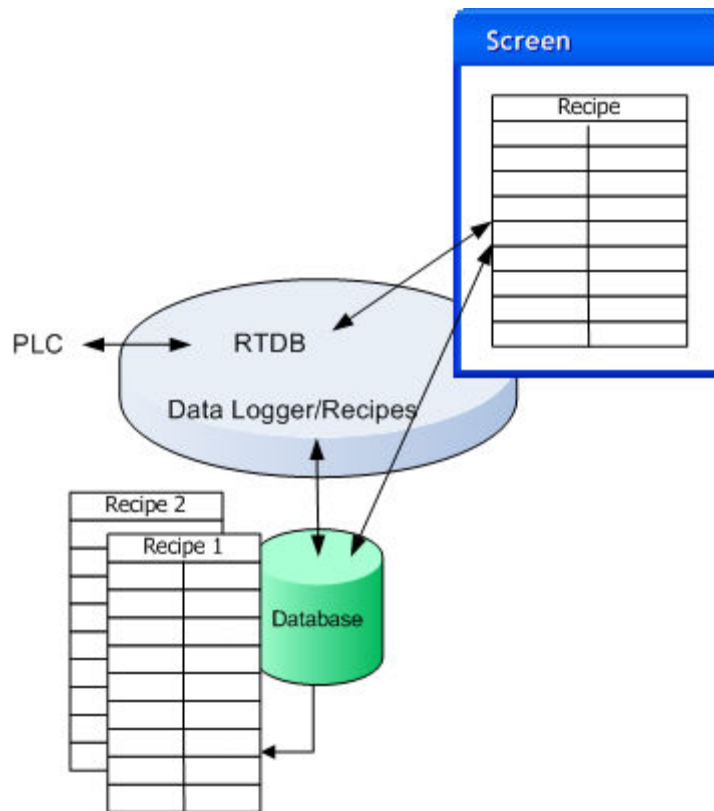 Screen
Recipe
PLC
RTDB
Data Logger/Recipes
Recipe 2
Recipe 1
Database